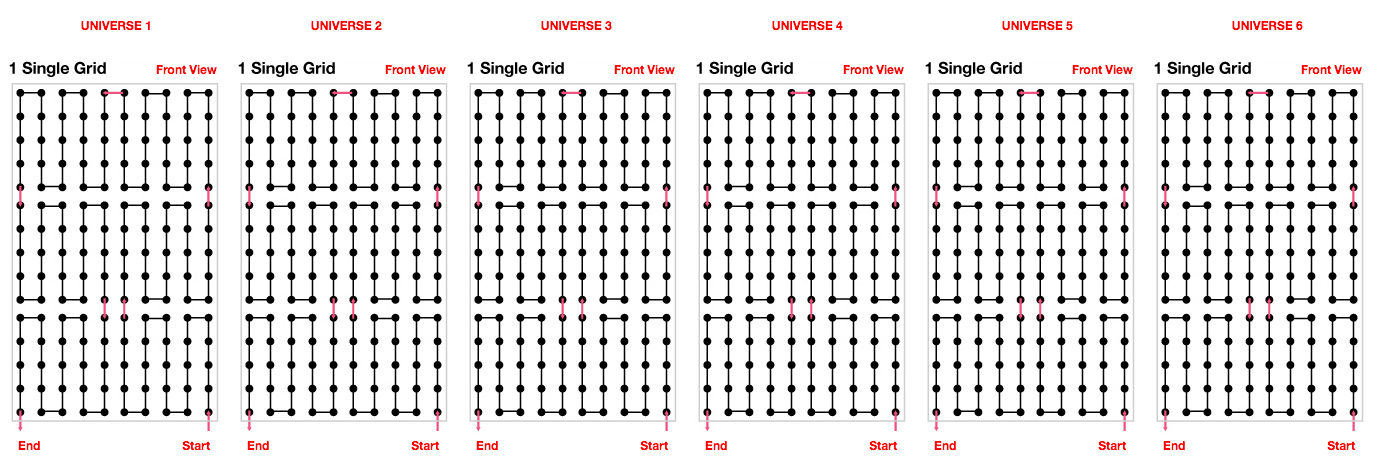 UNIVERSE 1 UNIVERSE 2 UNIVERSE 3 UNIVERSE 4 UNIVERSE 5 UNIVERSE 6
1 Single Grid Front View 1 Single Grid Front View 1 Single Grid Front View 1 Single Grid Front View 1 Single Grid Front View 1 Single Grid Front View
End Start End Start End Start End Start End Start End Start